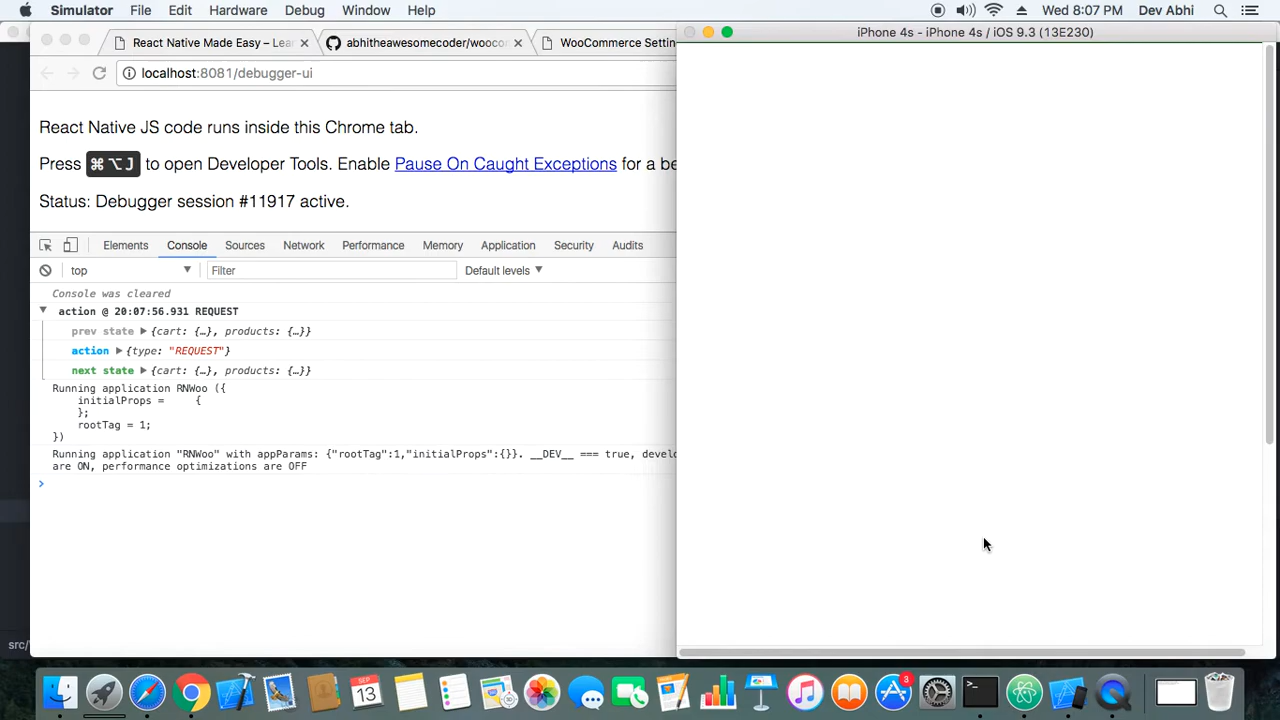 Simulator File Edit Hardware Debug Window Help Wed 8:07 PM Dev Abhi
React Native Made Easy – Lea abhitheawesomecoder/wooco WooCommerce Settin
iPhone 4s - iPhone 4s / iOS 9.3 (13E230)
localhost:8081/debugger-ui
React Native JS code runs inside this Chrome tab.
Press ⌘⌥J to open Developer Tools. Enable Pause On Caught Exceptions for a be
Status: Debugger session #11917 active.
Elements Console Sources Network Performance Memory Application Security Audits
top Filter Default levels
Console was cleared
action @ 20:07:56.931 REQUEST
prev state {cart: {…}, products: {…}}
action {type: "REQUEST"}
next state {cart: {…}, products: {…}}
Running application RNWoo ({
initialProps = {
};
rootTag = 1;
})
Running application "RNWoo" with appParams: {"rootTag":1,"initialProps":{}}. __DEV__ === true, develo
are ON, performance optimizations are OFF
src/
SEP
13
3